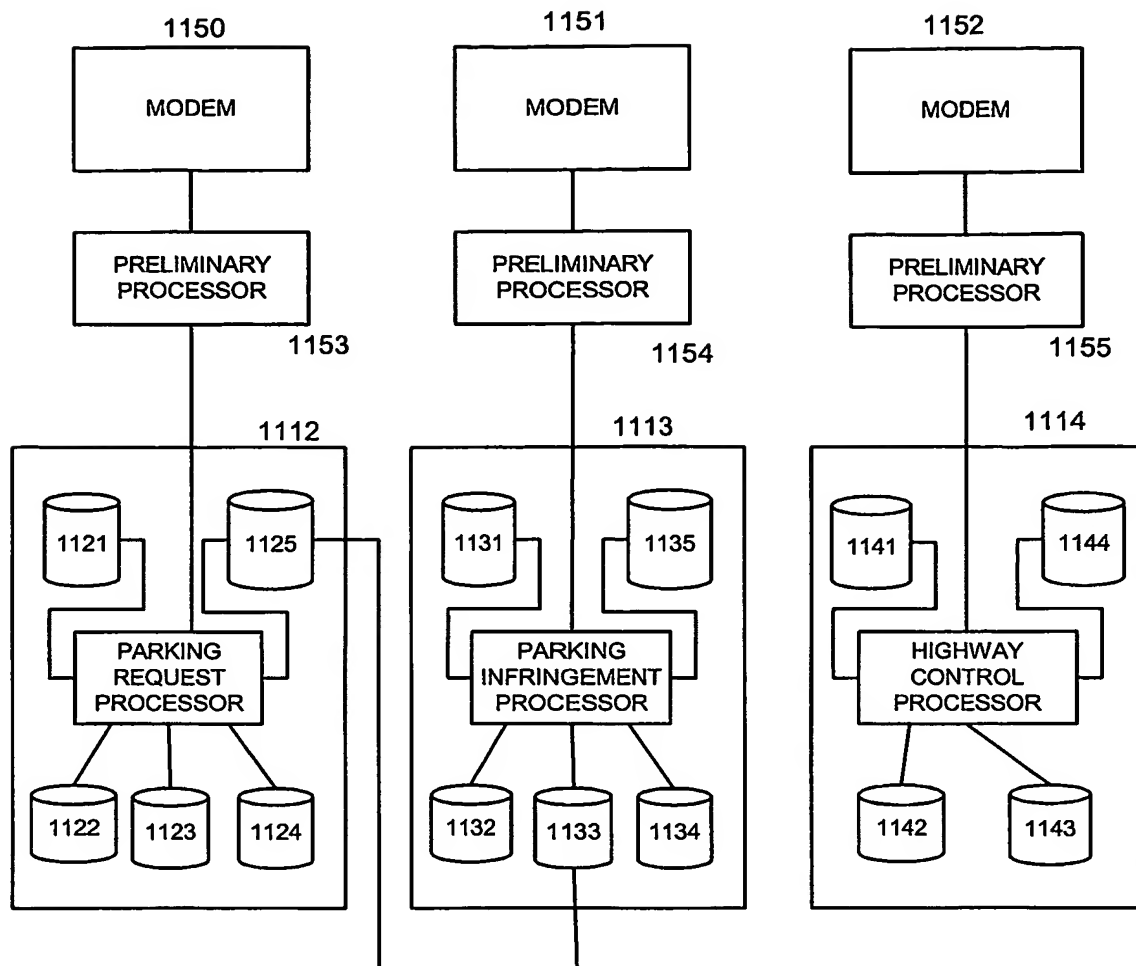 1150
1151
1152
MODEM
MODEM
MODEM
PRELIMINARY
PROCESSOR
PRELIMINARY
PROCESSOR
PRELIMINARY
PROCESSOR
1153
1154
1155
1112
1113
1114
1121
1125
1131
1135
1141
1144
PARKING
REQUEST
PROCESSOR
PARKING
INFRINGEMENT
PROCESSOR
HIGHWAY
CONTROL
PROCESSOR
1122
1123
1124
1132
1133
1134
1142
1143